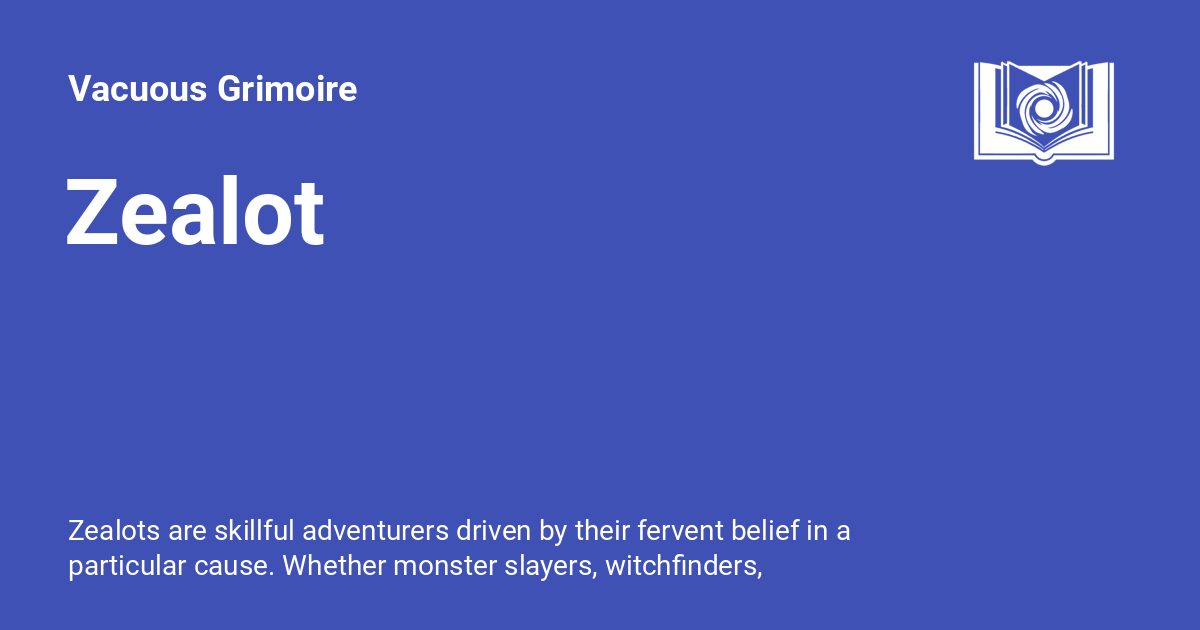 Vacuous Grimoire
Zealot
Zealots are skillful adventurers driven by their fervent belief in a
particular cause. Whether monster slayers, witchfinders,